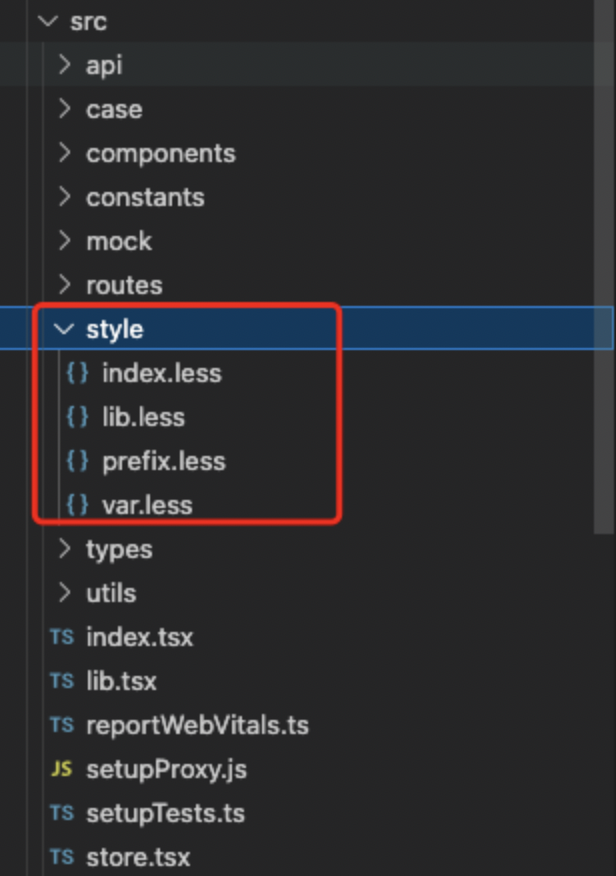 src
api
case
components
constants
mock
routes
style
{} index.less
{} lib.less
{} prefix.less
{} var.less
types
utils
TS index.tsx
TS lib.tsx
TS reportWebVitals.ts
JS setupProxy.js
TS setupTests.ts
TS store.tsx